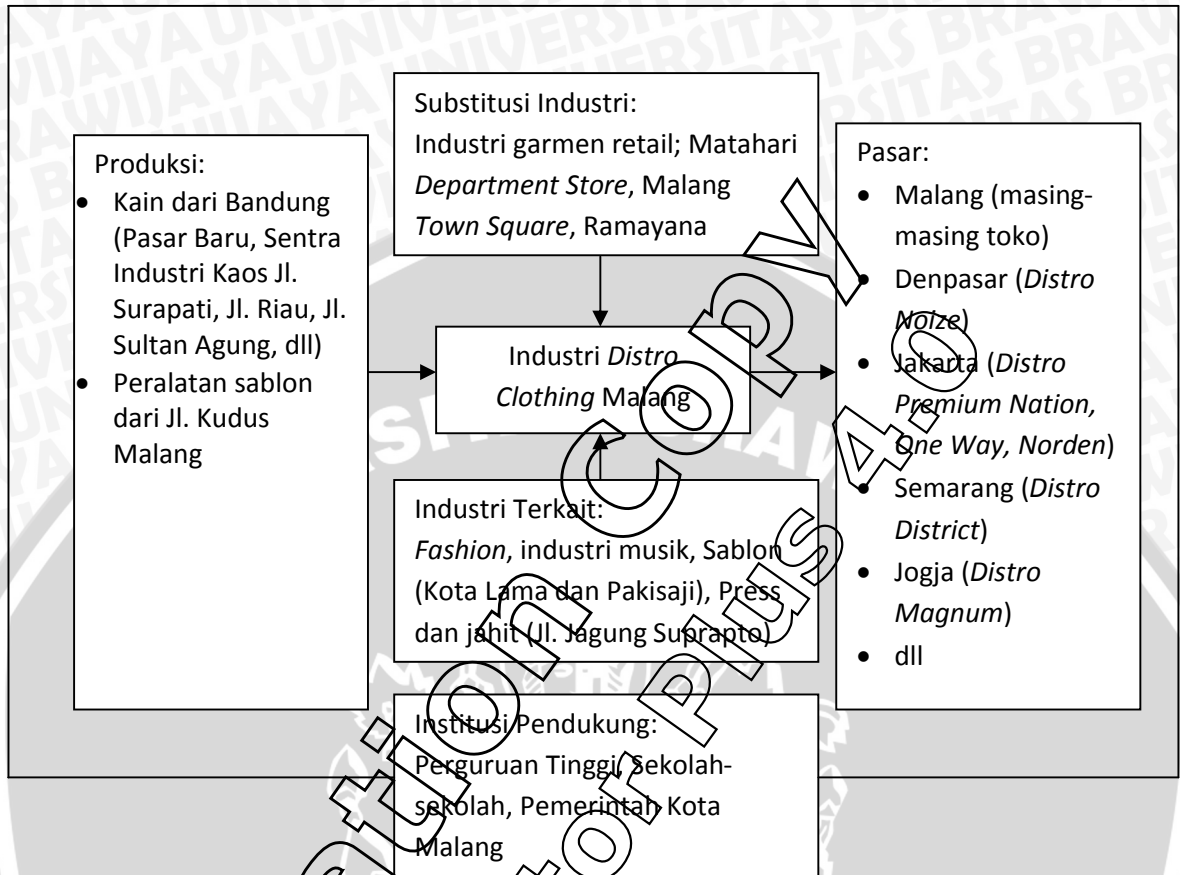 Substitusi Industri:
Industri garmen retail; Matahari
Department Store, Malang
Town Square, Ramayana
Produksi:
• Kain dari Bandung
(Pasar Baru, Sentra
Industri Kaos Jl.
Surapati, Jl. Riau, Jl.
Sultan Agung, dll)
• Peralatan sablon
dari Jl. Kudus
Malang
Industri Distro
Clothing Malang
Industri Terkait:
Fashion, industri musik, Sablon
(Kota Lama dan Pakisaji), Press
dan jahit (Jl. Jagung Suprapto)
Institusi Pendukung:
Perguruan Tinggi, Sekolah-
sekolah, Pemerintah Kota
Malang
Pasar:
• Malang (masing-
masing toko)
• Denpasar (Distro
Noize)
• Jakarta (Distro
Premium Nation,
One Way, Norden)
• Semarang (Distro
District)
• Jogja (Distro
Magnum)
• dll
Copy
Plus 4.0